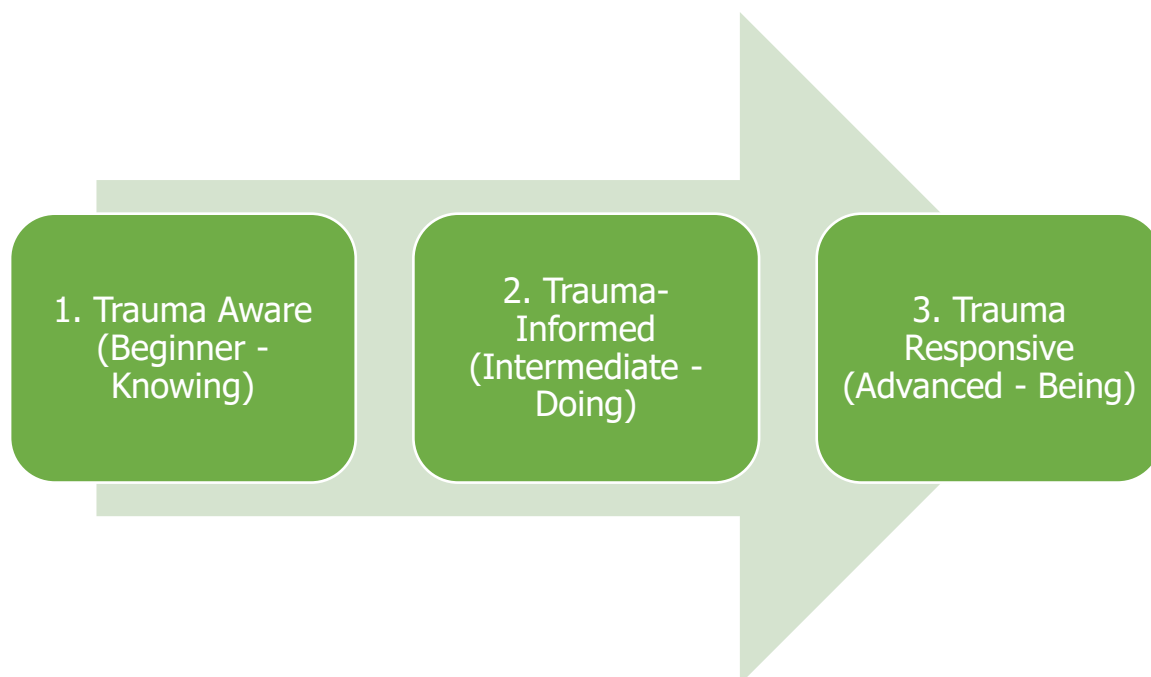 1. Trauma Aware
(Beginner -
Knowing)
2. Trauma-
Informed
(Intermediate -
Doing)
3. Trauma
Responsive
(Advanced - Being)